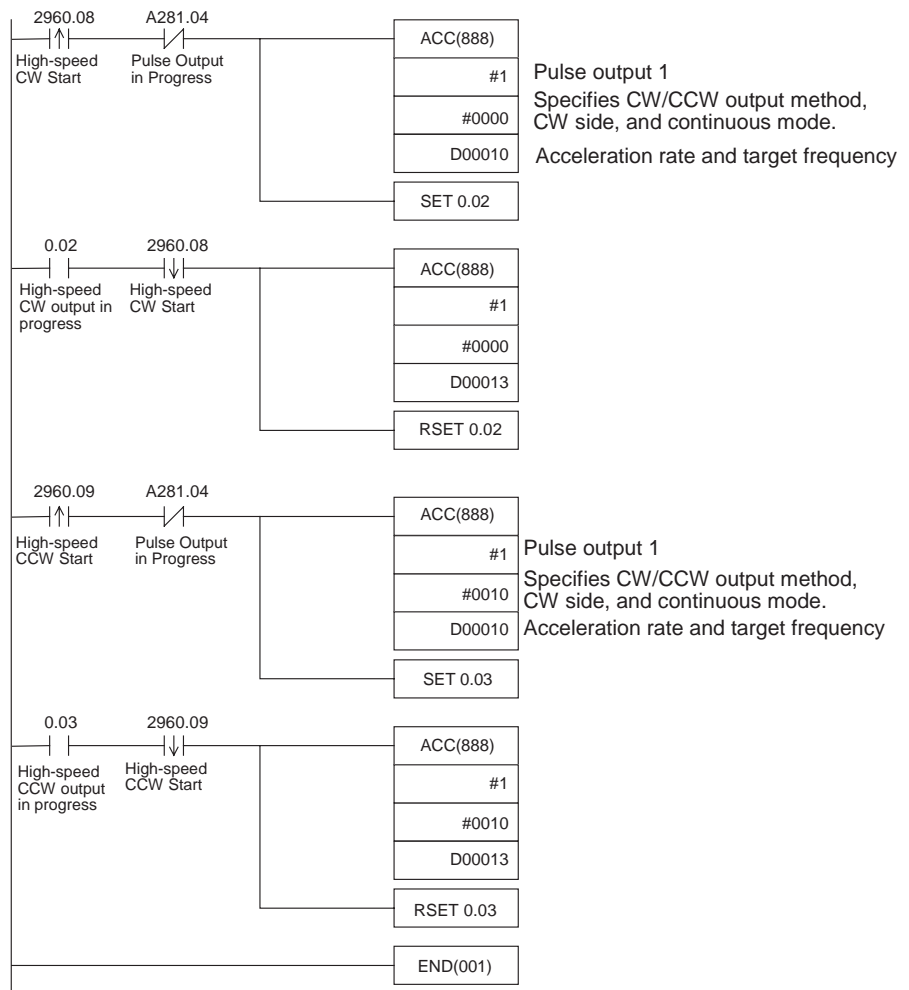 2960.08 A281.04
High-speed
CW Start
Pulse Output
in Progress
ACC(888)
#1
Pulse output 1
#0000
Specifies CW/CCW output method,
CW side, and continuous mode.
D00010
Acceleration rate and target frequency
SET 0.02
0.02 2960.08
High-speed
CW output in
progress
High-speed
CW Start
ACC(888)
#1
#0000
D00013
RSET 0.02
2960.09 A281.04
High-speed
CCW Start
Pulse Output
in Progress
ACC(888)
#1
Pulse output 1
#0010
Specifies CW/CCW output method,
CW side, and continuous mode.
D00010
Acceleration rate and target frequency
SET 0.03
0.03 2960.09
High-speed
CCW output
in progress
High-speed
CCW Start
ACC(888)
#1
#0010
D00013
RSET 0.03
END(001)